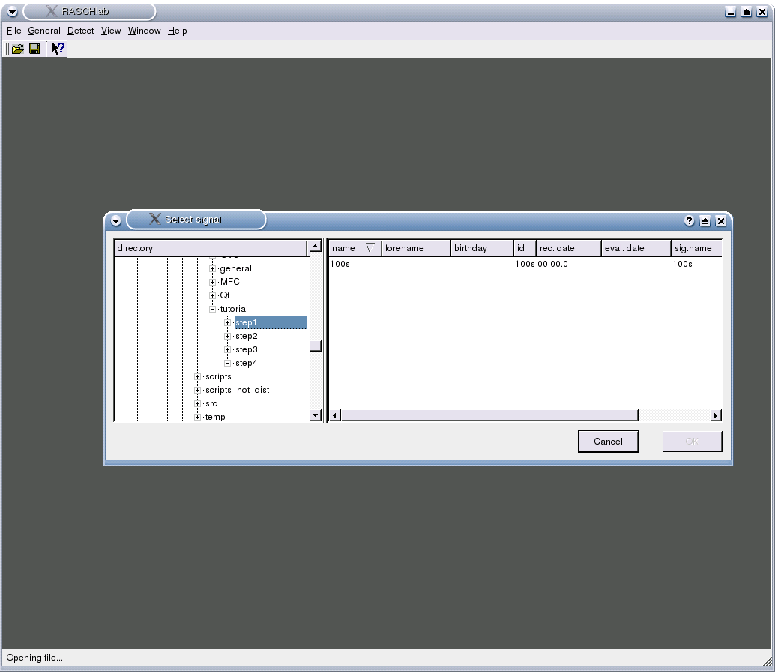 RASCHlab
File General Detect View Window Help
Select signal
directory
general
MFC
Qt
tutorial
step1
step2
step3
step4
scripts
scripts_not_dist
src
temp
name forename birthday id rec. date eval. date sig.name
100s 100s 00.00.0 100s
Cancel OK
Opening file...